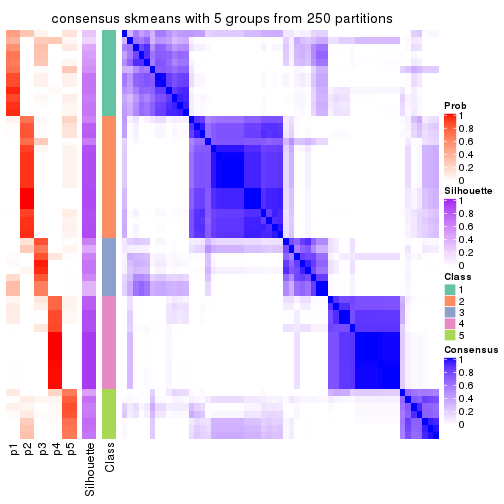 consensus skmeans with 5 groups from 250 partitions
Prob
1
0.8
0.6
0.4
0.2
0
Silhouette
1
0.8
0.6
0.4
0.2
0
Class
1
2
3
4
5
Consensus
1
0.8
0.6
0.4
0.2
0
p1
p2
p3
p4
p5
Silhouette
Class